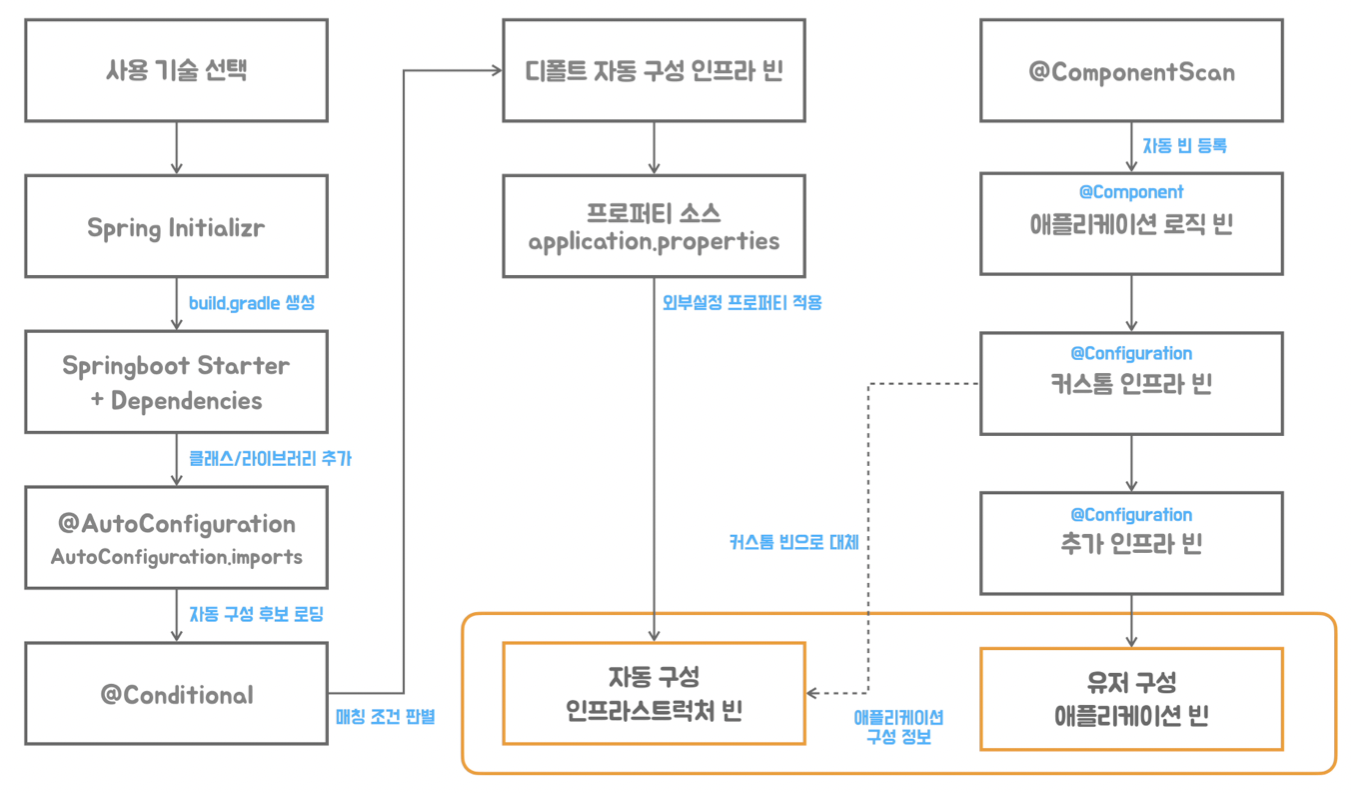 사용 기술 선택
Spring Initializr
build.gradle 생성
Springboot Starter
+ Dependencies
클래스/라이브러리 추가
@AutoConfiguration
AutoConfiguration.imports
자동 구성 후보 로딩
@Conditional
매칭 조건 판별
디폴트 자동 구성 인프라 빈
프로퍼티 소스
application.properties
외부설정 프로퍼티 적용
커스톰 빈으로 대체
자동 구성
인프라스트럭처 빈
애플리케이션
구성 정보
@ComponentScan
자동 빈 등록
@Component
애플리케이션 로직 빈
@Configuration
커스톰 인프라 빈
@Configuration
추가 인프라 빈
유저 구성
애플리케이션 빈